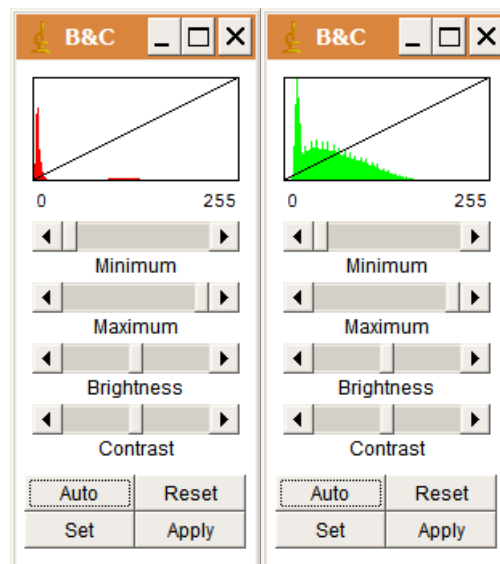 B&C
0 255
Minimum
Maximum
Brightness
Contrast
Auto Reset
Set Apply
B&C
0 255
Minimum
Maximum
Brightness
Contrast
Auto Reset
Set Apply